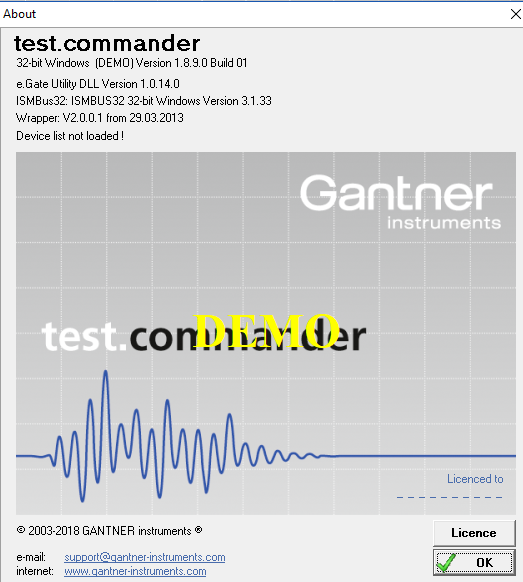 About
test.commander
32-bit Windows (DEMO) Version 1.8.9.0 Build 01
e.Gate Utility DLL Version 1.0.14.0
ISMBus32: ISMBUS32 32-bit Windows Version 3.1.33
Wrapper: V2.0.0.1 from 29.03.2013
Device list not loaded !
Gantner
instruments
test.commander
DEMO
Licenced to
_ _ _ _ _ _ _ _ _ _
© 2003-2018 GANTNER instruments ®
Licence
e-mail: support@gantner-instruments.com
internet: www.gantner-instruments.com
OK